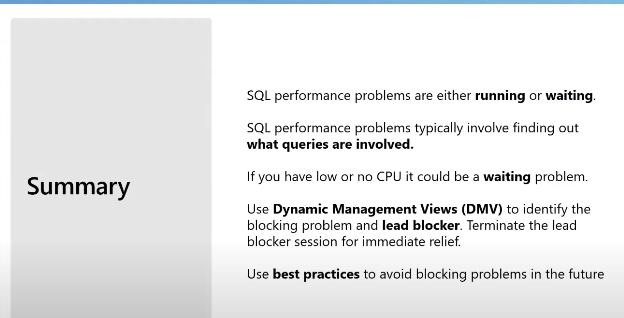 Summary
SQL performance problems are either running or waiting.
SQL performance problems typically involve finding out
what queries are involved.
If you have low or no CPU it could be a waiting problem.
Use Dynamic Management Views (DMV) to identify the
blocking problem and lead blocker. Terminate the lead
blocker session for immediate relief.
Use best practices to avoid blocking problems in the future